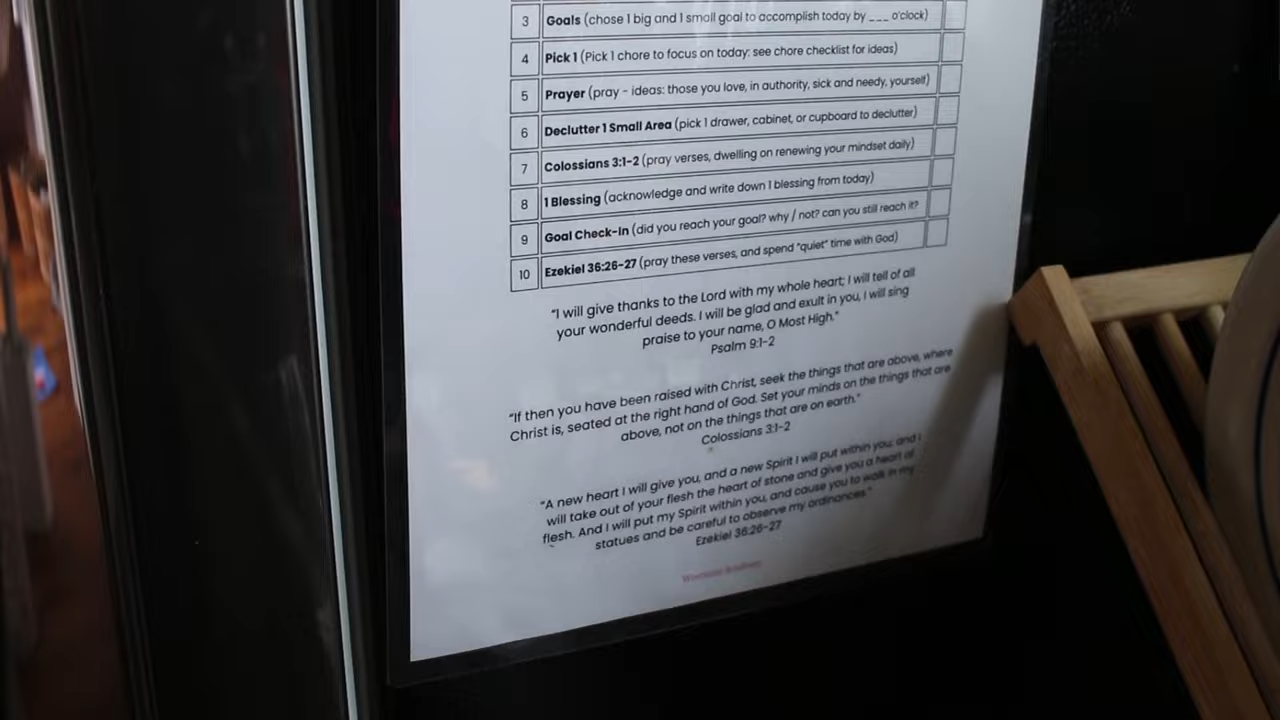 3 Goals (chose 1 big and 1 small goal to accomplish today by _ _ _ o'clock)
4 Pick 1 (Pick 1 chore to focus on today: see chore checklist for ideas)
5 Prayer (pray - ideas: those you love, in authority, sick and needy, yourself)
6 Declutter 1 Small Area (pick 1 drawer, cabinet, or cupboard to declutter)
7 Colossians 3:1-2 (pray verses, dwelling on renewing your mindset daily)
8 1 Blessing (acknowledge and write down 1 blessing from today)
9 Goal Check-In (did you reach your goal? why / not? can you still reach it?
10 Ezekiel 36:26-27 (pray these verses, and spend "quiet" time with God)
"I will give thanks to the Lord with my whole heart; I will tell of all
your wonderful deeds. I will be glad and exult in you, I will sing
praise to your name, O Most High."
Psalm 9:1-2
"If then you have been raised with Christ, seek the things that are above, where
Christ is, seated at the right hand of God. Set your minds on the things that are
above, not on the things that are on earth."
Colossians 3:1-2
"A new heart I will give you, and a new Spirit I will put within you; and I
will take out of your flesh the heart of stone and give you a heart of
flesh. And I will put my Spirit within you, and cause you to walk in my
statues and be careful to observe my ordinances."
Ezekiel 36:26-27